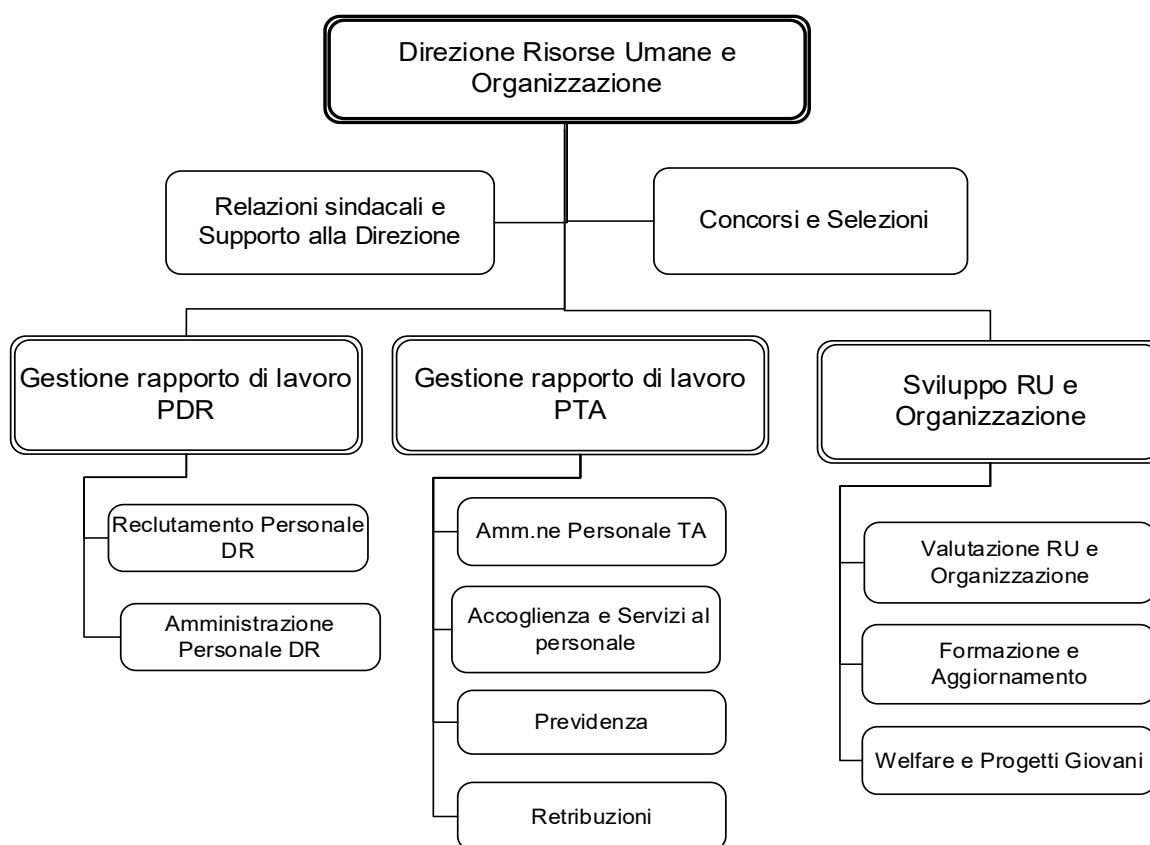 Direzione Risorse Umane e
Organizzazione
Relazioni sindacali e
Supporto alla Direzione
Concorsi e Selezioni
Gestione rapporto di lavoro
PDR
Gestione rapporto di lavoro
PTA
Sviluppo RU e
Organizzazione
Reclutamento Personale
DR
Amministrazione
Personale DR
Amm.ne Personale TA
Accoglienza e Servizi al
personale
Previdenza
Retribuzioni
Valutazione RU e
Organizzazione
Formazione e
Aggiornamento
Welfare e Progetti Giovani